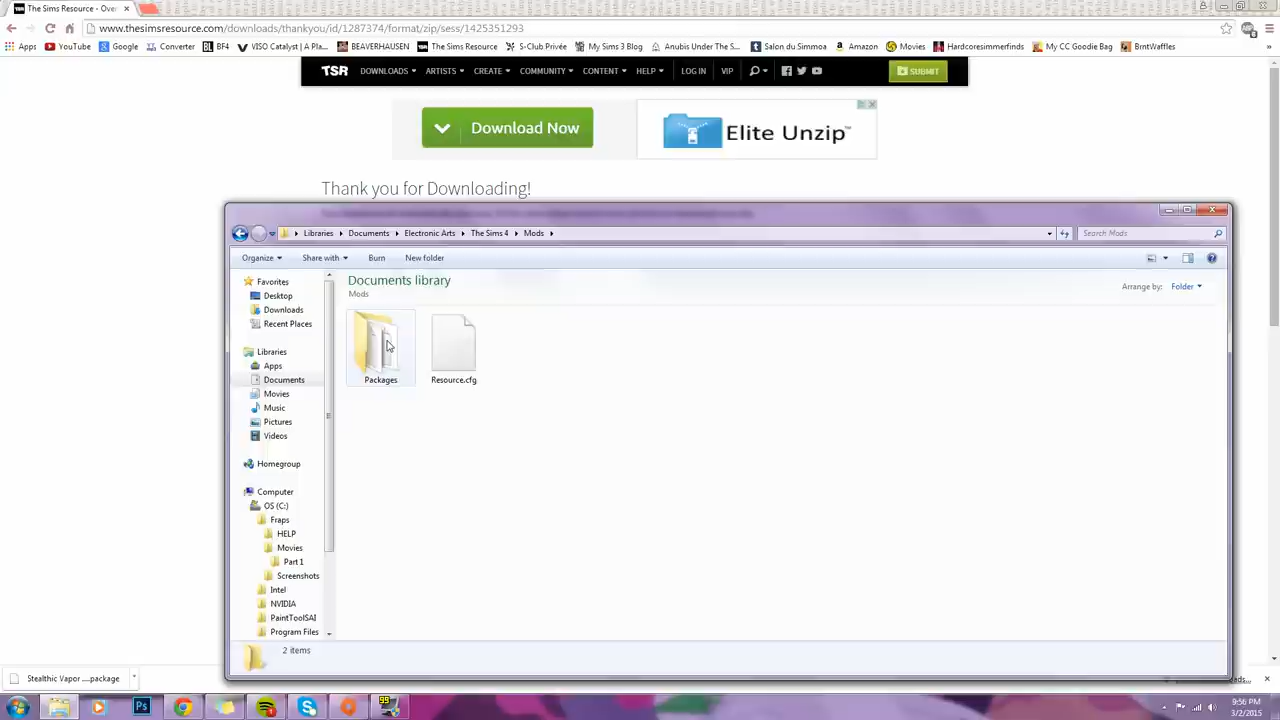 The Sims Resource - Over
www.thesimsresource.com/downloads/thankyou/id/1287374/format/zip/sess/1425351293
Apps YouTube Google Converter BF4 VISO Catalyst | A Pla... BEAVERHAUSEN The Sims Resource S-Club Privée My Sims 3 Blog Anubis Under The S... Salon du Simmoa Amazon Movies Hardcoresimmerfinds My CC Goodie Bag BrntWaffles
TSR DOWNLOADS ARTISTS CREATE COMMUNITY CONTENT HELP LOG IN VIP SUBMIT
Download Now
Elite Unzip™
Thank you for Downloading!
Libraries Documents Electronic Arts The Sims 4 Mods
Search Mods
Organize Share with Burn New folder
Documents library
Mods
Arrange by: Folder
Favorites
Desktop
Downloads
Recent Places
Libraries
Apps
Documents
Movies
Music
Pictures
Videos
Homegroup
Computer
OS (C:)
Fraps
HELP
Movies
Part 1
Screenshots
Intel
NVIDIA
PaintToolSAI
Program Files
Packages
Resource.cfg
2 items
Stealthic Vapor ....package
9:56 PM
3/2/2015